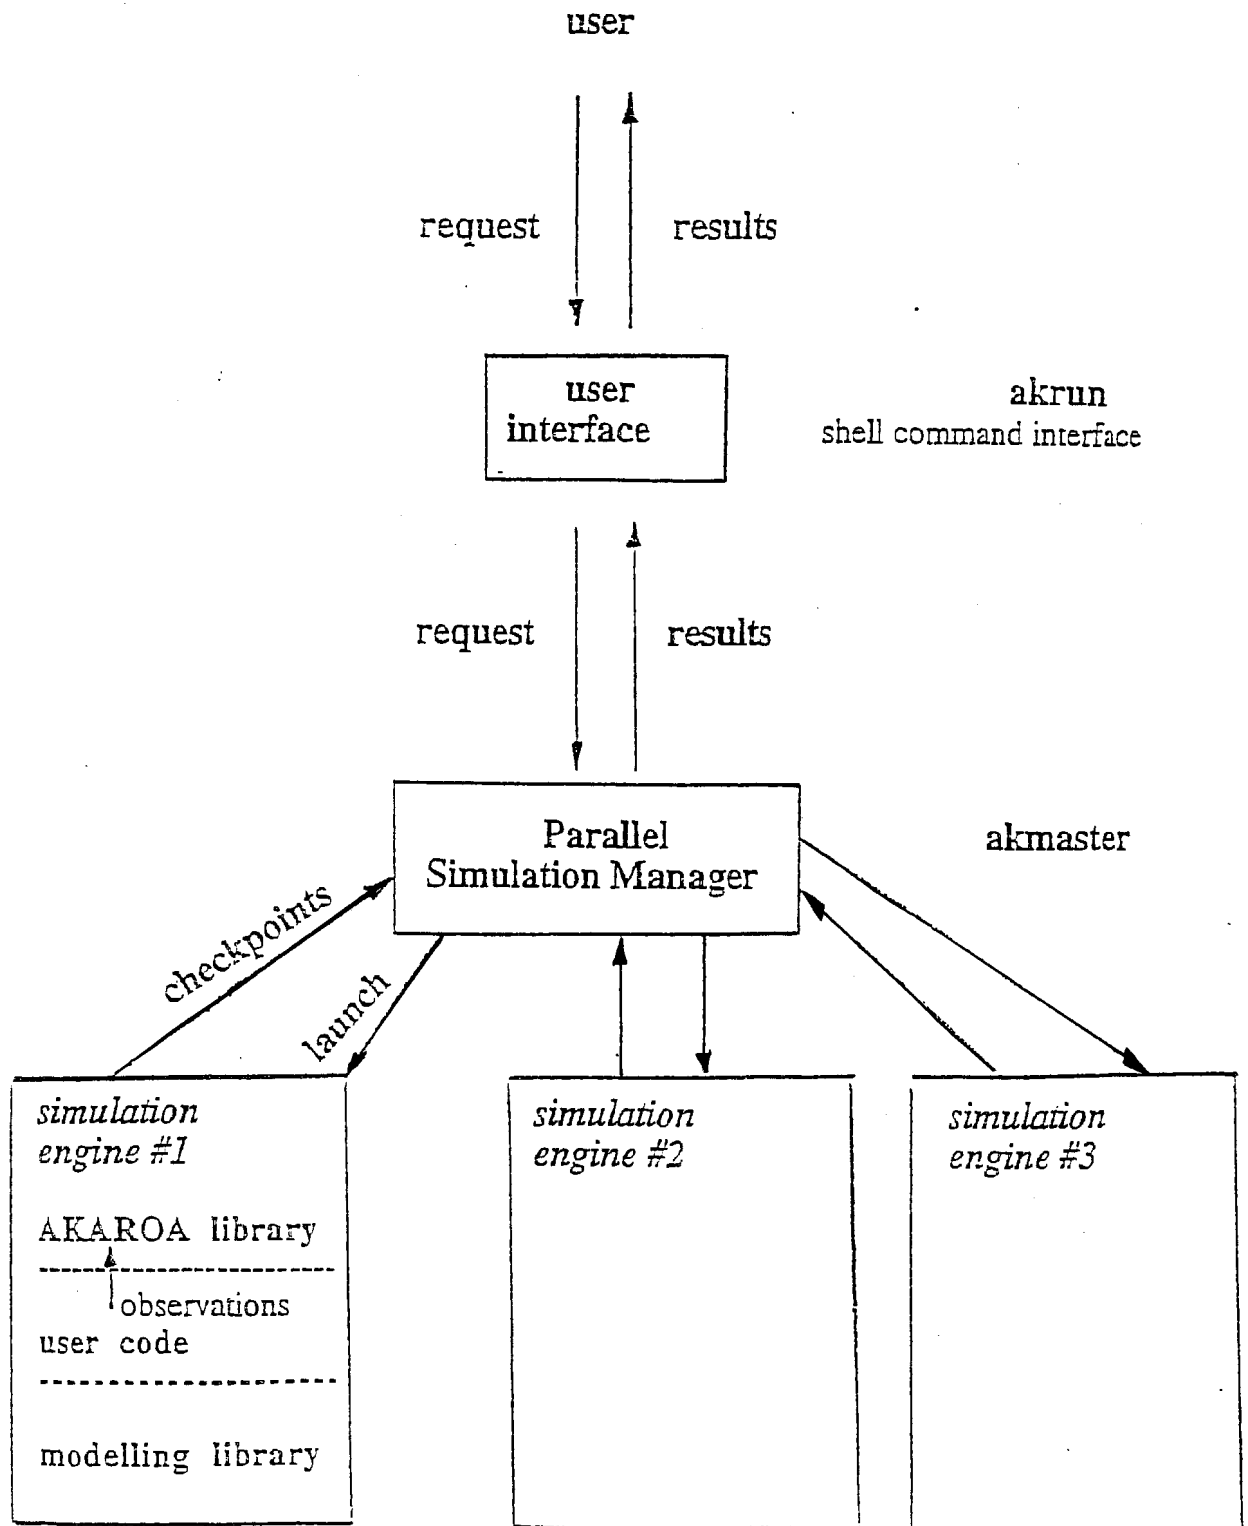 user
request
results
user
interface
akrun
shell command interface
request
results
Parallel
Simulation Manager
akmaster
checkpoints
launch
simulation
engine #1
AKAROA library
observations
user code
modelling library
simulation
engine #2
simulation
engine #3